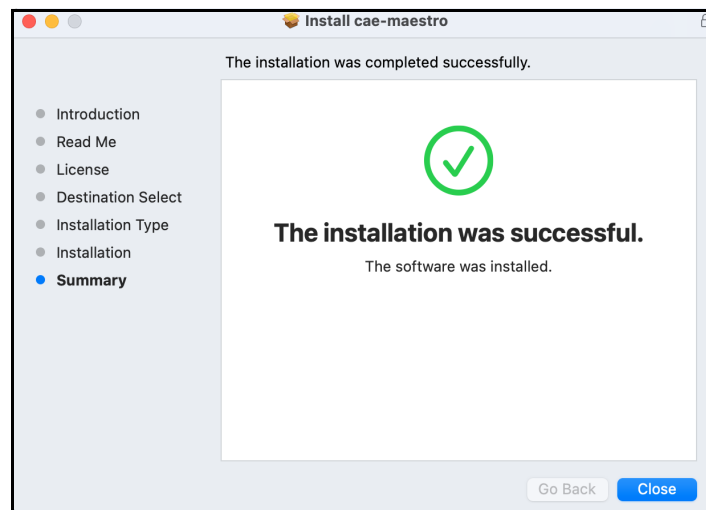 Install cae-maestro
The installation was completed successfully.
Introduction
Read Me
License
Destination Select
Installation Type
Installation
Summary
The installation was successful.
The software was installed.
Go Back
Close